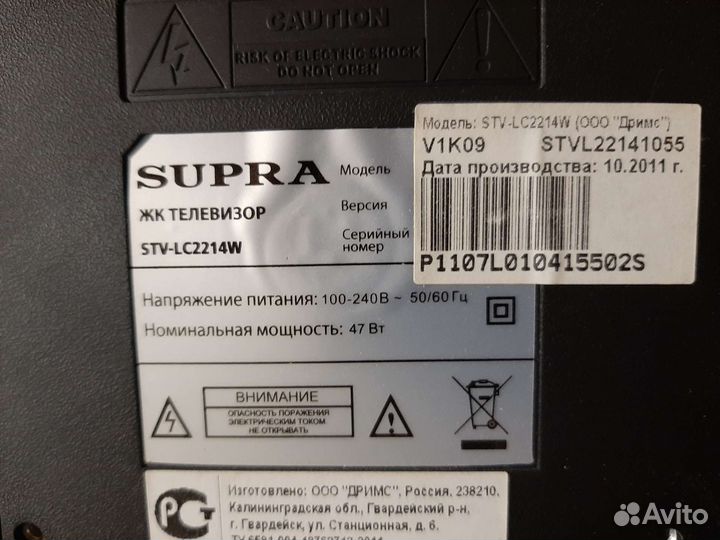 CAUTION
RISK OF ELECTRIC SHOCK
DO NOT OPEN
Модель: STV-LC2214W (ООО "Дримс")
V1K09 STVL22141055
Дата производства: 10.2011 г.
P1107L010415502S
SUPRA
Модель
ЖК ТЕЛЕВИЗОР
Версия
STV-LC2214W
Серийный
номер
Напряжение питания: 100-240В ~ 50/60 Гц
Номинальная мощность: 47 Вт
ВНИМАНИЕ
ОПАСНОСТЬ ПОРАЖЕНИЯ
ЭЛЕКТРИЧЕСКИМ ТОКОМ
НЕ ОТКРЫВАТЬ
Изготовлено: ООО "ДРИМС", Россия, 238210,
Калининградская обл., Гвардейский р-н,
г. Гвардейск, ул. Станционная, д. 6.
Avito